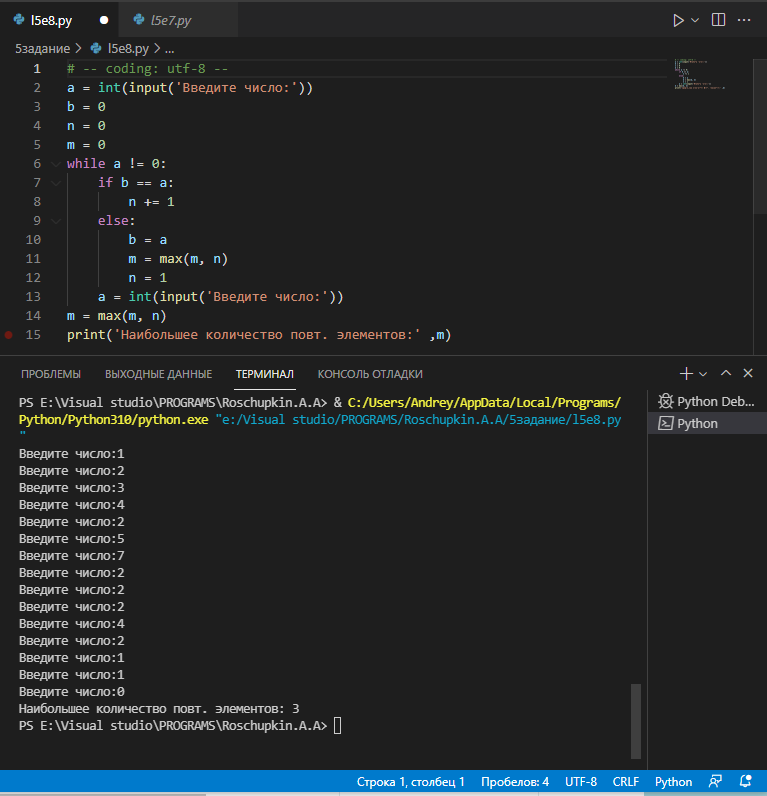 l5e8.py ● l5e7.py
5задание > l5e8.py > ...
1 # -- coding: utf-8 --
2 a = int(input('Введите число:'))
3 b = 0
4 n = 0
5 m = 0
6 while a != 0:
7 if b == a:
8 n += 1
9 else:
10 b = a
11 m = max(m, n)
12 n = 1
13 a = int(input('Введите число:'))
14 m = max(m, n)
15 print('Наибольшее количество повт. элементов:' ,m)
ПРОБЛЕМЫ ВЫХОДНЫЕ ДАННЫЕ ТЕРМИНАЛ КОНСОЛЬ ОТЛАДКИ
PS E:\Visual studio\PROGRAMS\Roschupkin.A.A> & C:/Users/Andrey/AppData/Local/Programs/
Python/Python310/python.exe "e:/Visual studio/PROGRAMS/Roschupkin.A.A/5задание/l5e8.py
"
Введите число:1
Введите число:2
Введите число:3
Введите число:4
Введите число:2
Введите число:5
Введите число:7
Введите число:2
Введите число:2
Введите число:2
Введите число:4
Введите число:2
Введите число:1
Введите число:1
Введите число:0
Наибольшее количество повт. элементов: 3
PS E:\Visual studio\PROGRAMS\Roschupkin.A.A>
Python Deb...
Python
Строка 1, столбец 1 Пробелов: 4 UTF-8 CRLF Python